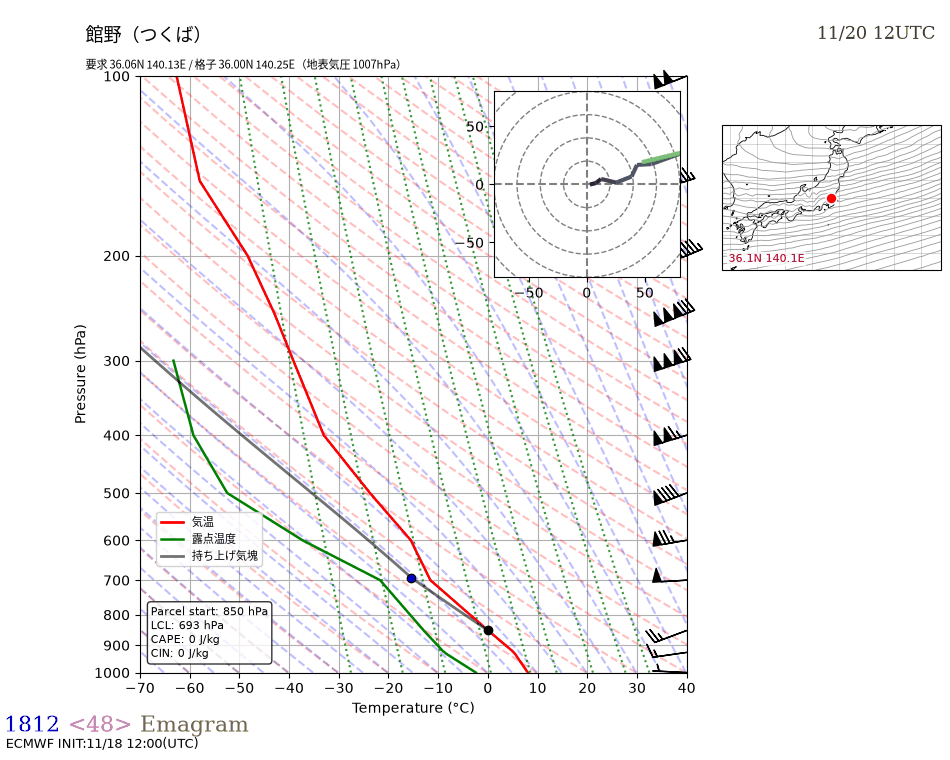 館野（つくば）
11/20 12UTC
要求 36.06N 140.13E / 格子 36.00N 140.25E（地表気圧 1007hPa）
100
200
300
400
500
600
700
800
900
1000
Pressure (hPa)
−70 −60 −50 −40 −30 −20 −10 0 10 20 30 40
Temperature (°C)
50
0
−50
−50 0 50
36.1N 140.1E
気温
露点温度
持ち上げ気塊
Parcel start: 850 hPa
LCL: 693 hPa
CAPE: 0 J/kg
CIN: 0 J/kg
1812 <48> Emagram
ECMWF INIT:11/18 12:00(UTC)